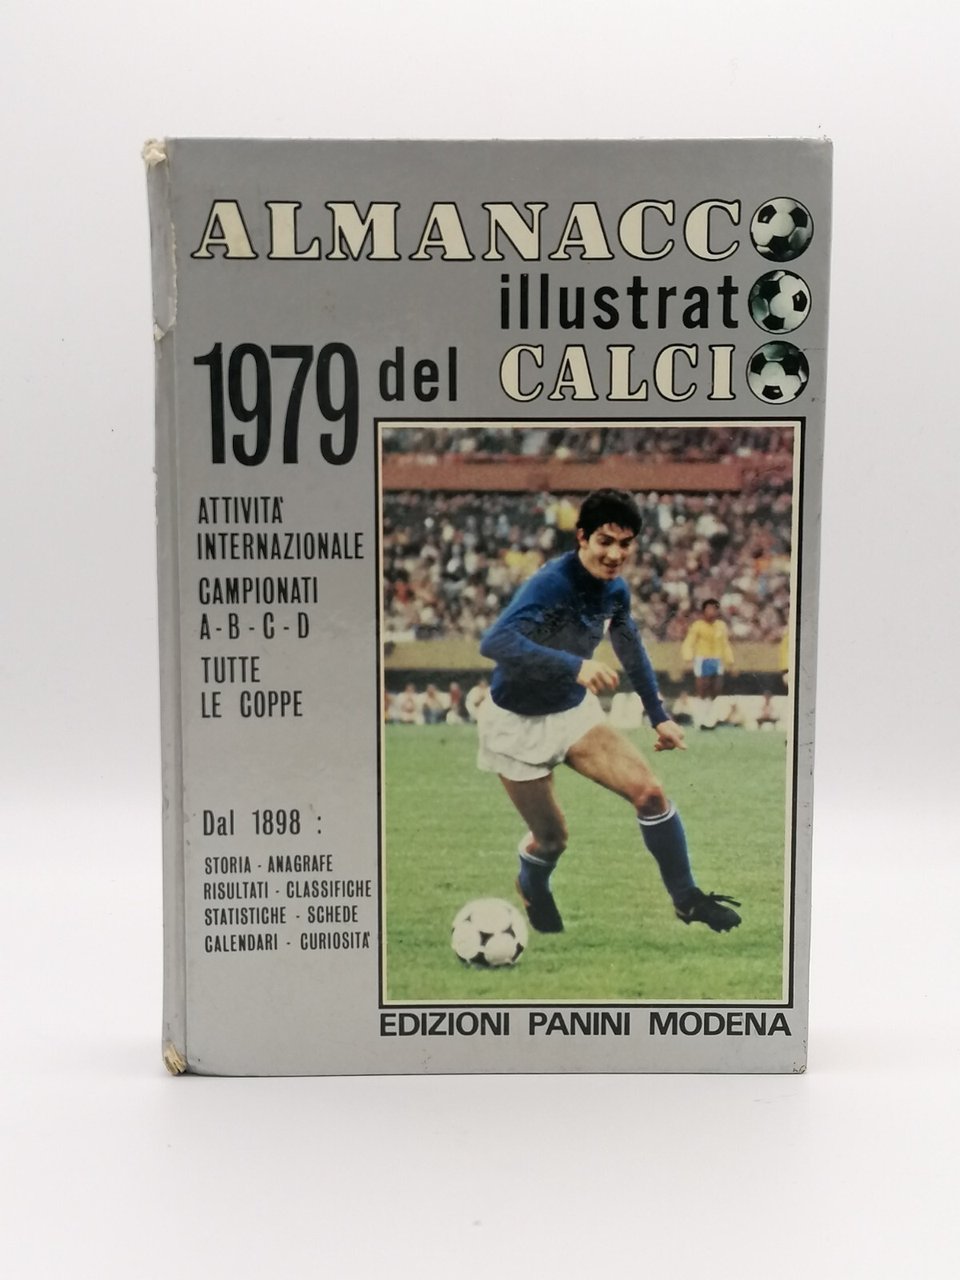 ALMANACCO
illustrato
1979 del CALCIO
ATTIVITA'
INTERNAZIONALE
CAMPIONATI
A - B - C - D
TUTTE
LE COPPE
Dal 1898 :
STORIA - ANAGRAFE
RISULTATI - CLASSIFICHE
STATISTICHE - SCHEDE
CALENDARI - CURIOSITA'
EDIZIONI PANINI MODENA